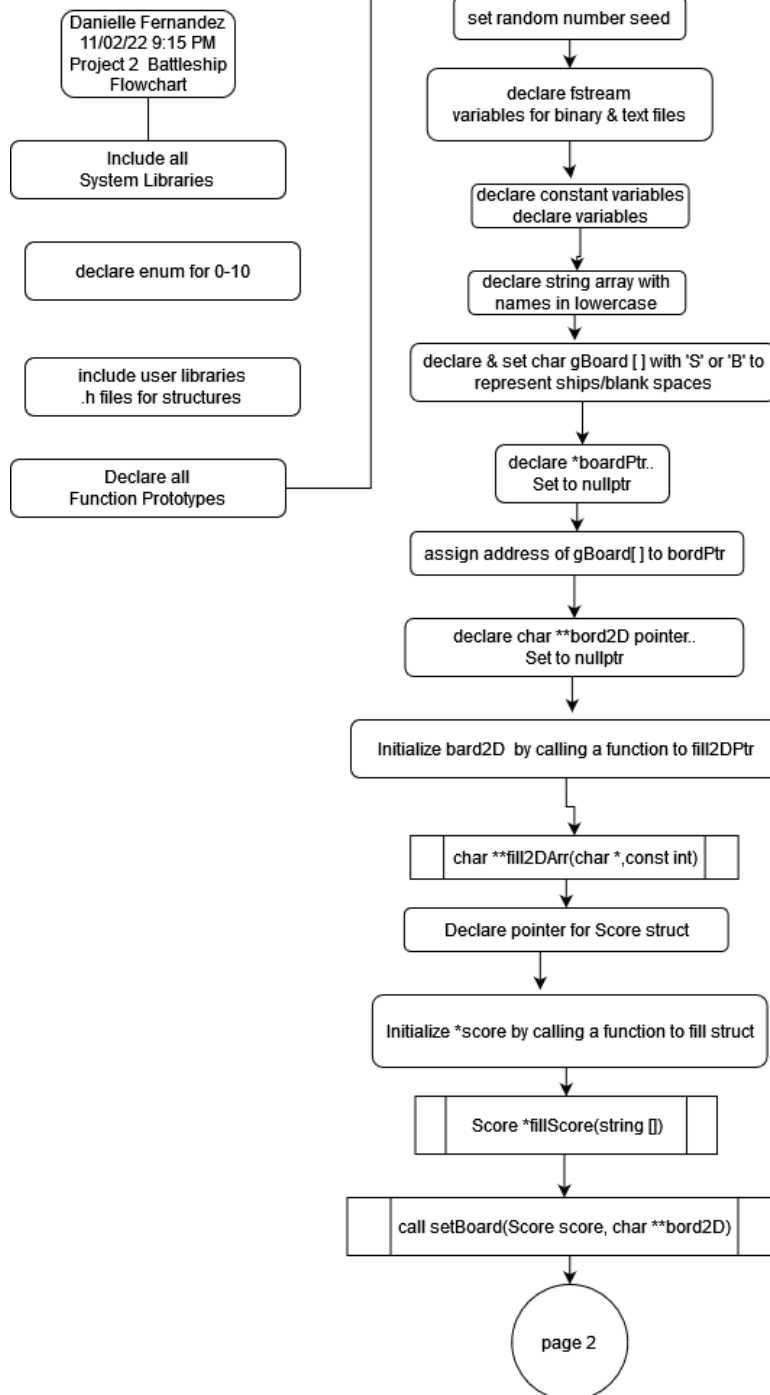 Danielle Fernandez
11/02/22 9:15 PM
Project 2 Battleship
Flowchart
Include all
System Libraries
declare enum for 0-10
include user libraries
.h files for structures
Declare all
Function Prototypes
set random number seed
declare fstream
variables for binary & text files
declare constant variables
declare variables
declare string array with
names in lowercase
declare & set char gBoard [ ] with 'S' or 'B' to
represent ships/blank spaces
declare *boardPtr..
Set to nullptr
assign address of gBoard[ ] to bordPtr
declare char **bord2D pointer..
Set to nullptr
Initialize bard2D by calling a function to fill2DPtr
char **fill2DArr(char *,const int)
Declare pointer for Score struct
Initialize *score by calling a function to fill struct
Score *fillScore(string [])
call setBoard(Score score, char **bord2D)
page 2